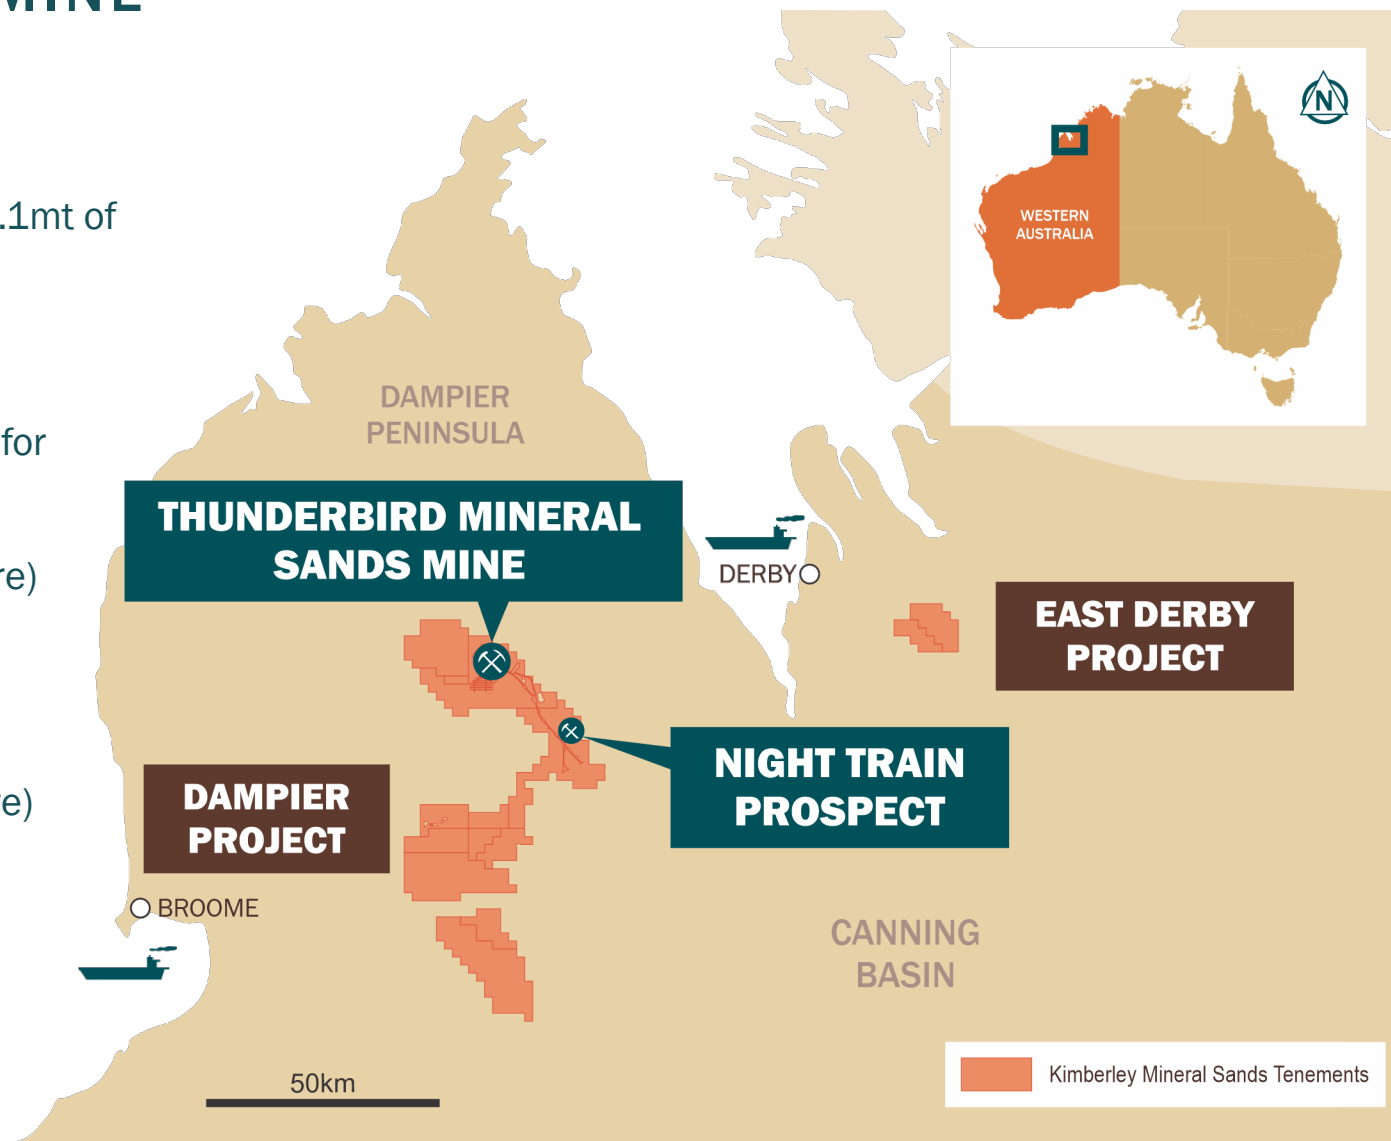 MINE
.1mt of
for
re)
e)
N
WESTERN
AUSTRALIA
DAMPIER
PENINSULA
THUNDERBIRD MINERAL
SANDS MINE
DERBY
EAST DERBY
PROJECT
NIGHT TRAIN
PROSPECT
DAMPIER
PROJECT
BROOME
CANNING
BASIN
50km
Kimberley Mineral Sands Tenements